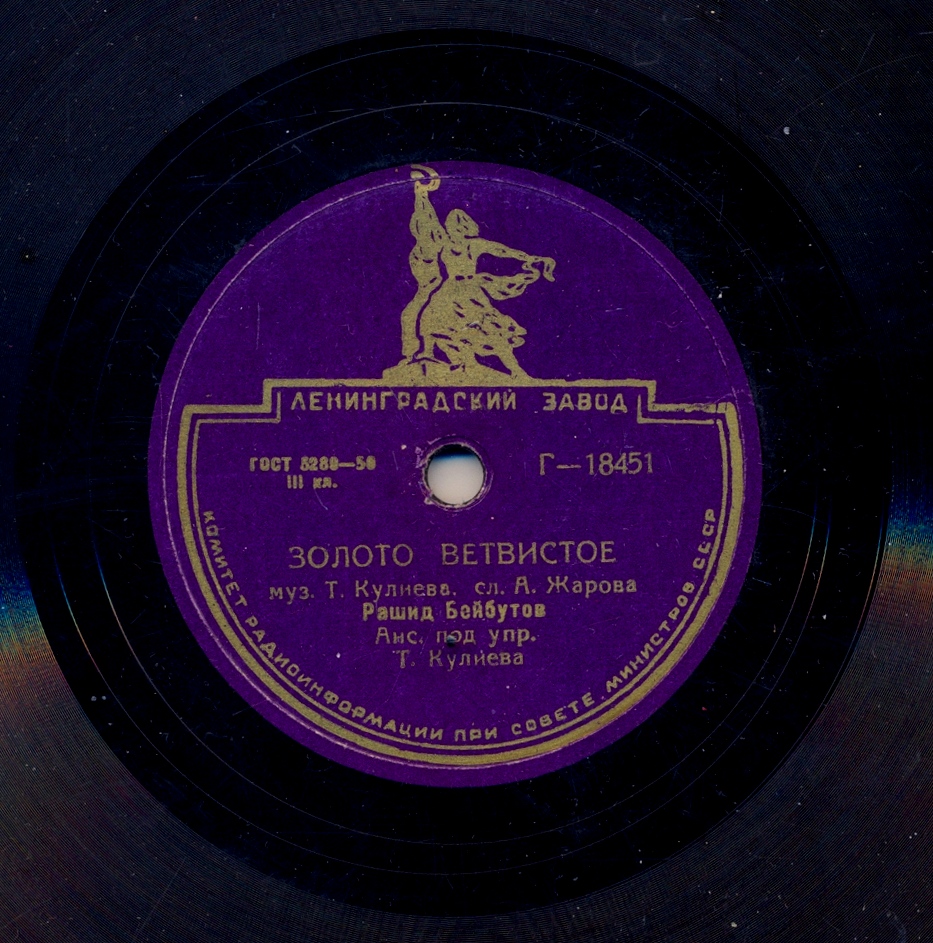 ЛЕНИНГРАДСКИЙ ЗАВОД
ГОСТ 5289—50
III кл.
Г—18451
ЗОЛОТО ВЕТВИСТОЕ
муз. Т. Кулиева. сл. А. Жарова
Рашид Бейбутов
Анс. под упр.
Т. Кулиева
КОМИТЕТ РАДИОИНФОРМАЦИИ ПРИ СОВЕТЕ МИНИСТРОВ СССР